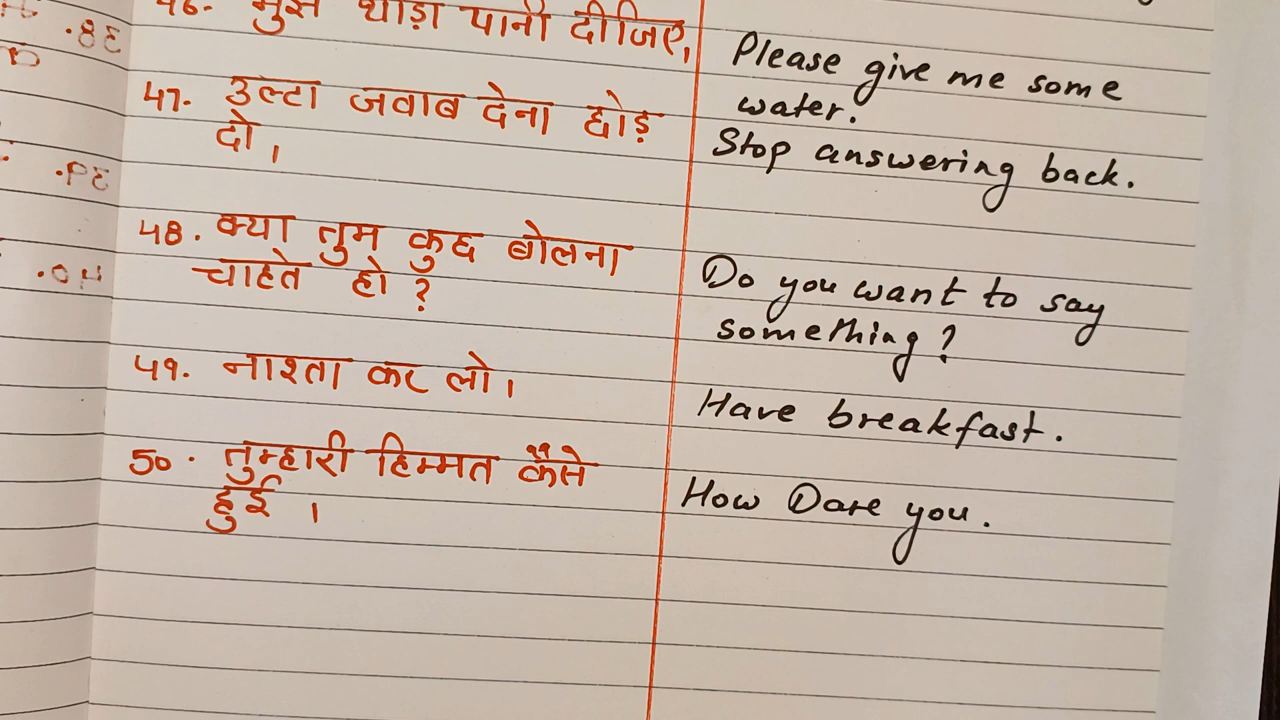 46. मुझे थोड़ा पानी दीजिए,
Please give me some
water.
47. उल्टा जवाब देना छोड़
दो।
Stop answering back.
48. क्या तुम कुछ बोलना
चाहते हो?
Do you want to say
something?
49. नाश्ता कर लो।
Have breakfast.
50. तुम्हारी हिम्मत कैसे
हुई ।
How Dare you.